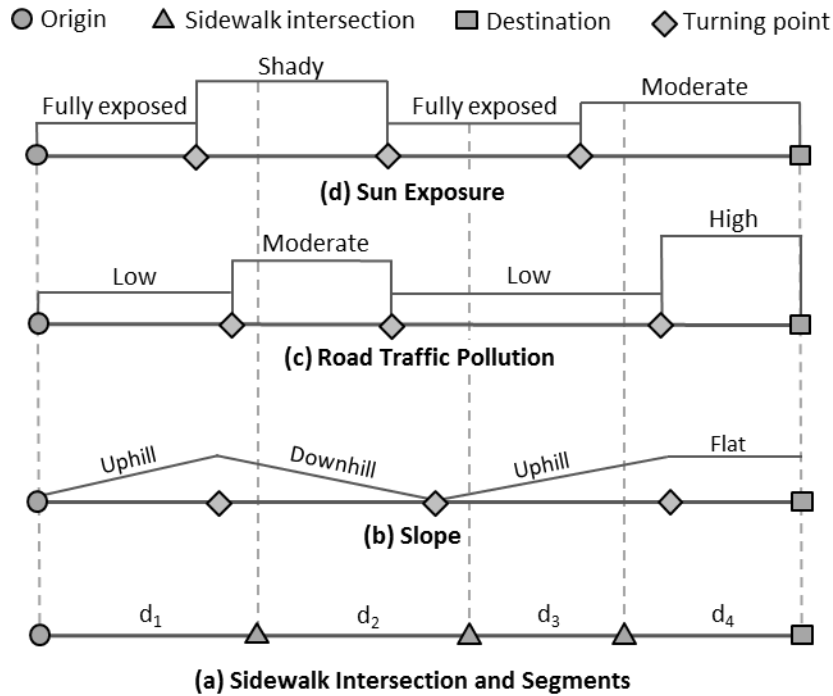 Origin Sidewalk intersection Destination Turning point
Shady
Fully exposed Fully exposed Moderate
(d) Sun Exposure
High
Moderate
Low Low
(c) Road Traffic Pollution
Uphill Downhill Uphill Flat
(b) Slope
d1 d2 d3 d4
(a) Sidewalk Intersection and Segments